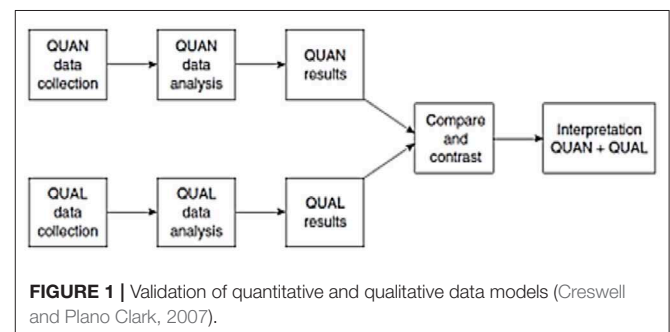 QUAN
data
collection
QUAN
data
analysis
QUAN
results
Compare
and
contrast
Interpretation
QUAN + QUAL
QUAL
data
collection
QUAL
data
analysis
QUAL
results
FIGURE 1 | Validation of quantitative and qualitative data models (Creswell
and Plano Clark, 2007).